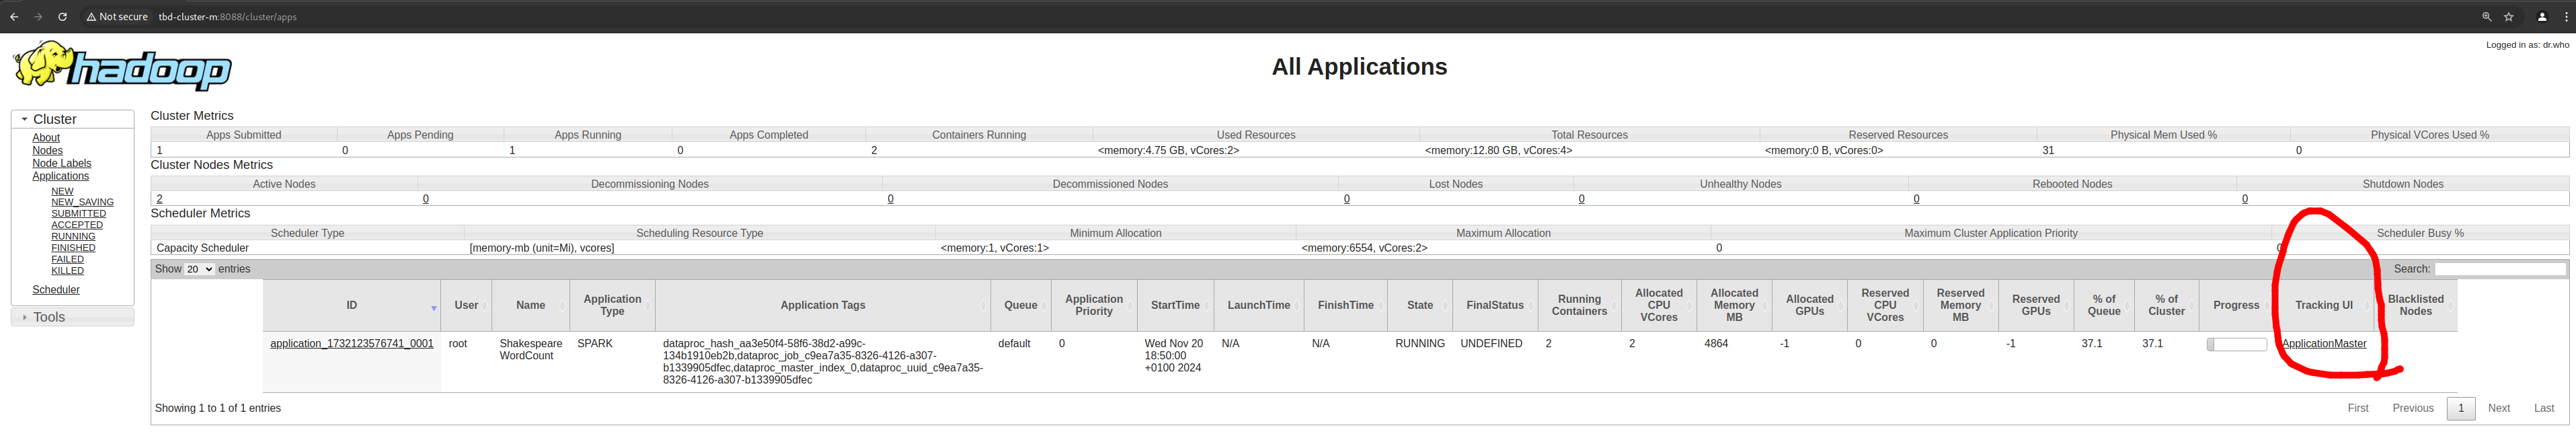 Not secure tbd-cluster-m:8088/cluster/apps
Logged in as: dr.who
hadoop
All Applications
Cluster
About
Nodes
Node Labels
Applications
NEW
NEW_SAVING
SUBMITTED
ACCEPTED
RUNNING
FINISHED
FAILED
KILLED
Scheduler
Tools
Cluster Metrics
Apps Submitted Apps Pending Apps Running Apps Completed Containers Running Used Resources Total Resources Reserved Resources Physical Mem Used % Physical VCores Used %
1 0 1 0 2 <memory:4.75 GB, vCores:2> <memory:12.80 GB, vCores:4> <memory:0 B, vCores:0> 31 0
Cluster Nodes Metrics
Active Nodes Decommissioning Nodes Decommissioned Nodes Lost Nodes Unhealthy Nodes Rebooted Nodes Shutdown Nodes
2 0 0 0 0 0 0
Scheduler Metrics
Scheduler Type Scheduling Resource Type Minimum Allocation Maximum Allocation Maximum Cluster Application Priority Scheduler Busy %
Capacity Scheduler [memory-mb (unit=Mi), vcores] <memory:1, vCores:1> <memory:6554, vCores:2> 0 0
Show 20 entries Search:
ID User Name Application Type Application Tags Queue Application Priority StartTime LaunchTime FinishTime State FinalStatus Running Containers Allocated CPU VCores Allocated Memory MB Allocated GPUs Reserved CPU VCores Reserved Memory MB Reserved GPUs % of Queue % of Cluster Progress Tracking UI Blacklisted Nodes
application_1732123576741_0001 root Shakespeare SPARK dataproc_hash_aa3e50f4-58f6-38d2-a99c- default 0 Wed Nov 20 N/A N/A RUNNING UNDEFINED 2 2 4864 -1 0 0 -1 37.1 37.1 ApplicationMaster
WordCount 134b1910eb2b,dataproc_job_c9ea7a35-8326-4126-a307- 18:50:00
b1339905dfec,dataproc_master_index_0,dataproc_uuid_c9ea7a35- +0100 2024
8326-4126-a307-b1339905dfec
Showing 1 to 1 of 1 entries First Previous 1 Next Last